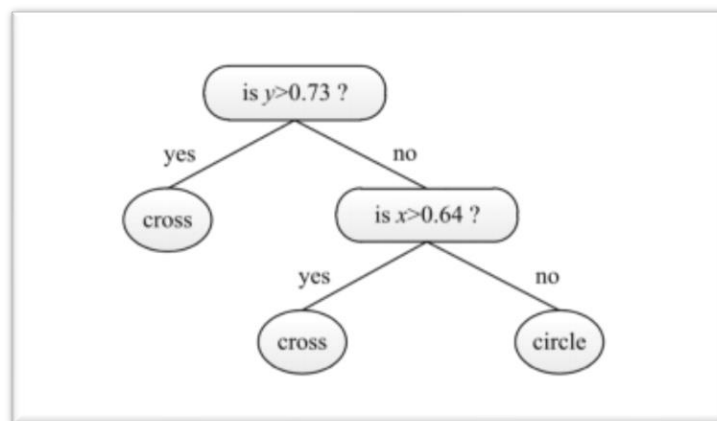 is y>0.73 ?
yes
no
cross
is x>0.64 ?
yes
no
cross
circle